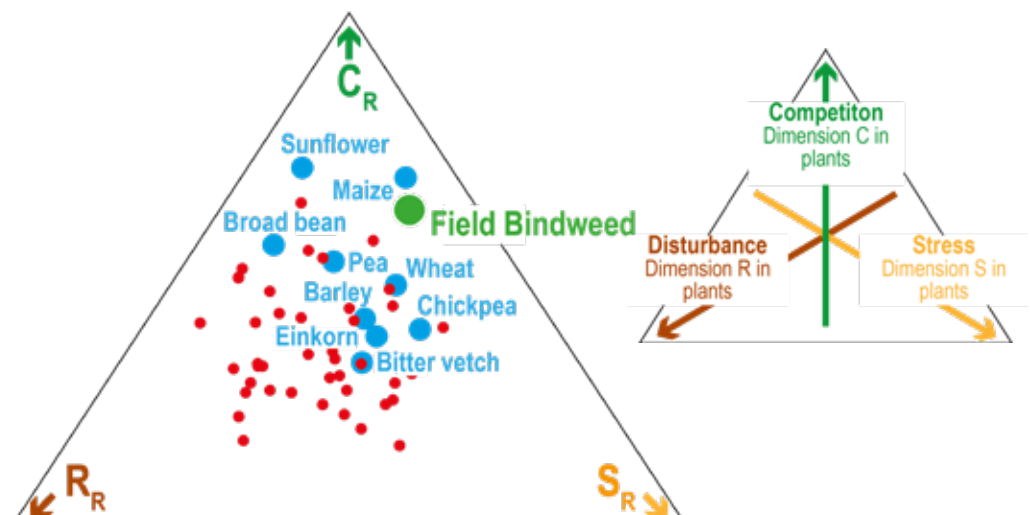 C_R
Sunflower
Maize
Broad bean
Field Bindweed
Pea
Wheat
Barley
Chickpea
Einkorn
Bitter vetch
R_R
S_R
Competiton
Dimension C in
plants
Disturbance
Dimension R in
plants
Stress
Dimension S in
plants